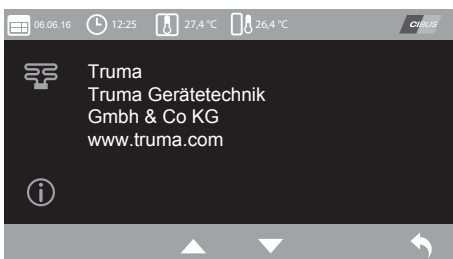 06.06.16 12:25 27,4 °C 26,4 °C CIBUS
Truma
Truma Gerätetechnik
Gmbh & Co KG
www.truma.com